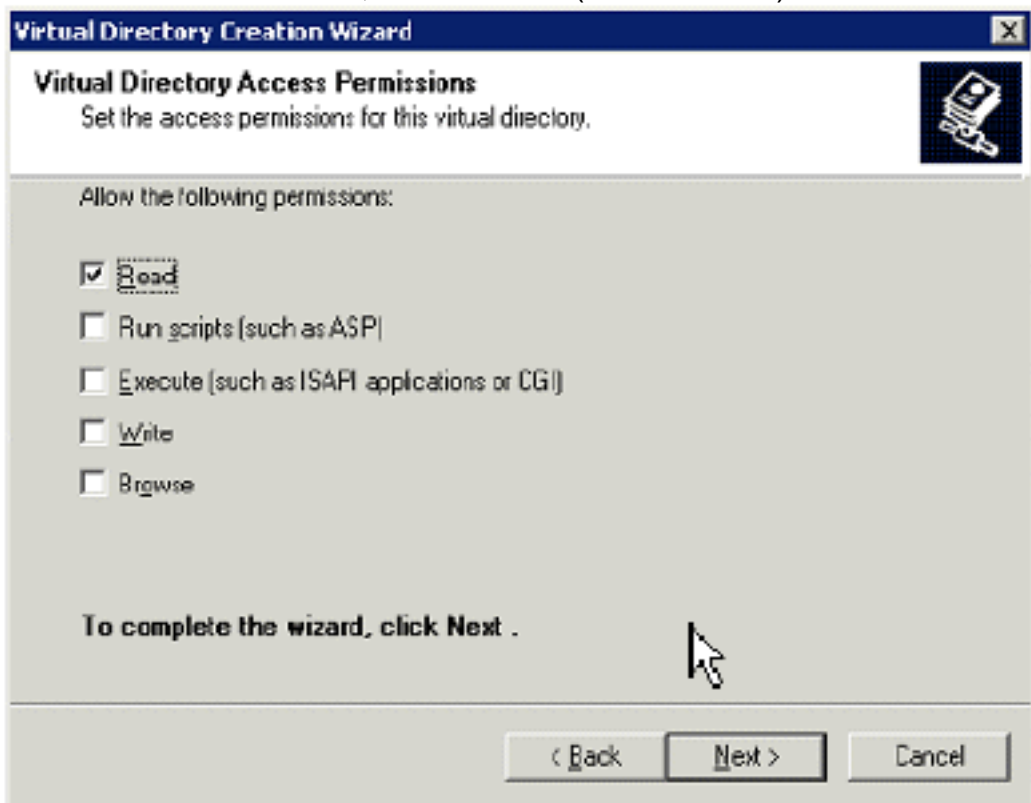 Virtual Directory Creation Wizard
Virtual Directory Access Permissions
Set the access permissions for this virtual directory.
Allow the following permissions:
Read
Run scripts (such as ASP)
Execute (such as ISAPI applications or CGI)
Write
Browse
To complete the wizard, click Next .
< Back Next > Cancel